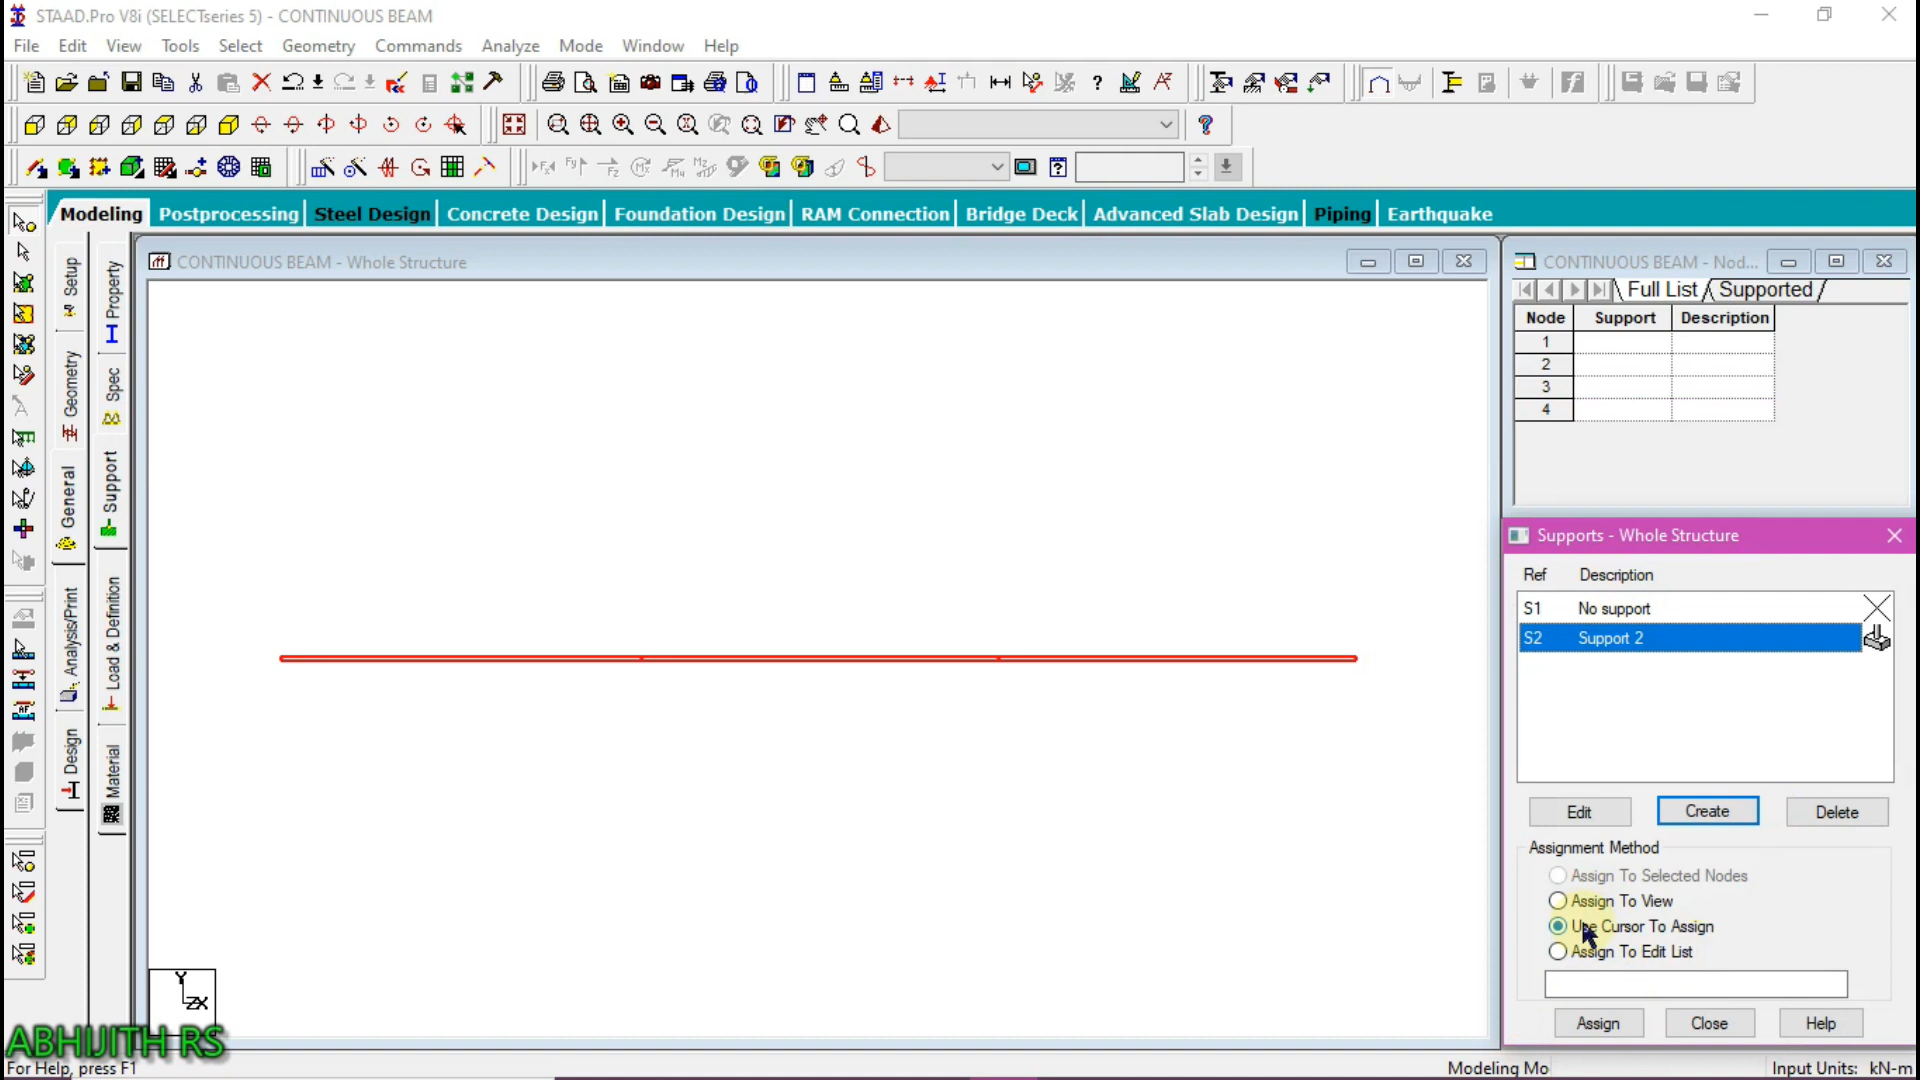 STAAD.Pro V8i (SELECTseries 5) - CONTINUOUS BEAM
File Edit View Tools Select Geometry Commands Analyze Mode Window Help
Modeling Postprocessing Steel Design Concrete Design Foundation Design RAM Connection Bridge Deck Advanced Slab Design Piping Earthquake
Setup
Geometry
General
Analysis/Print
Design
Property
Spec
Support
Load & Definition
Material
CONTINUOUS BEAM - Whole Structure
CONTINUOUS BEAM - Nod...
Full List Supported
Node Support Description
1
2
3
4
Supports - Whole Structure
Ref Description
S1 No support
S2 Support 2
Edit Create Delete
Assignment Method
Assign To Selected Nodes
Assign To View
Use Cursor To Assign
Assign To Edit List
Assign Close Help
Y
ZX
ABHIJITH RS
For Help, press F1
Modeling Mo
Input Units: kN-m